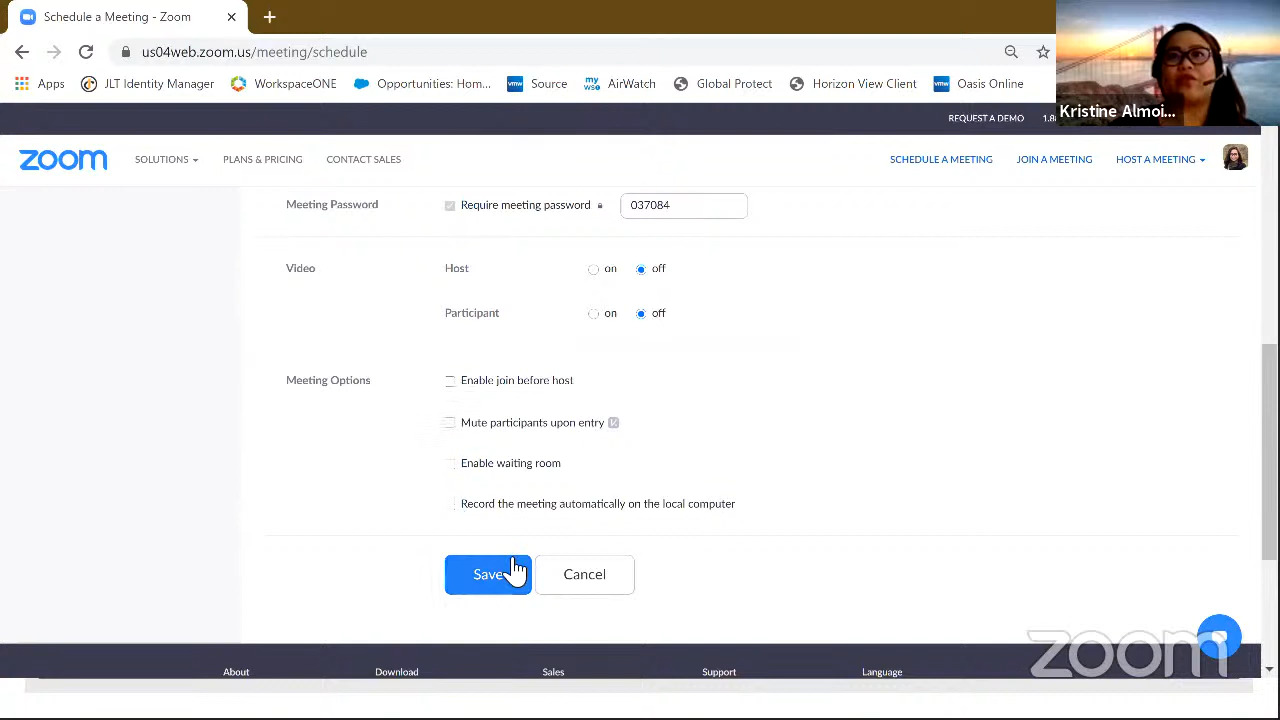 Schedule a Meeting - Zoom
us04web.zoom.us/meeting/schedule
Apps JLT Identity Manager WorkspaceONE Opportunities: Hom... vmw Source my wso AirWatch Global Protect Horizon View Client vmw Oasis Online
Kristine Almoi...
REQUEST A DEMO
zoom SOLUTIONS PLANS & PRICING CONTACT SALES SCHEDULE A MEETING JOIN A MEETING HOST A MEETING
Meeting Password Require meeting password 037084
Video Host on off
Participant on off
Meeting Options Enable join before host
Mute participants upon entry
Enable waiting room
Record the meeting automatically on the local computer
Save Cancel
zoom
About Download Sales Support Language